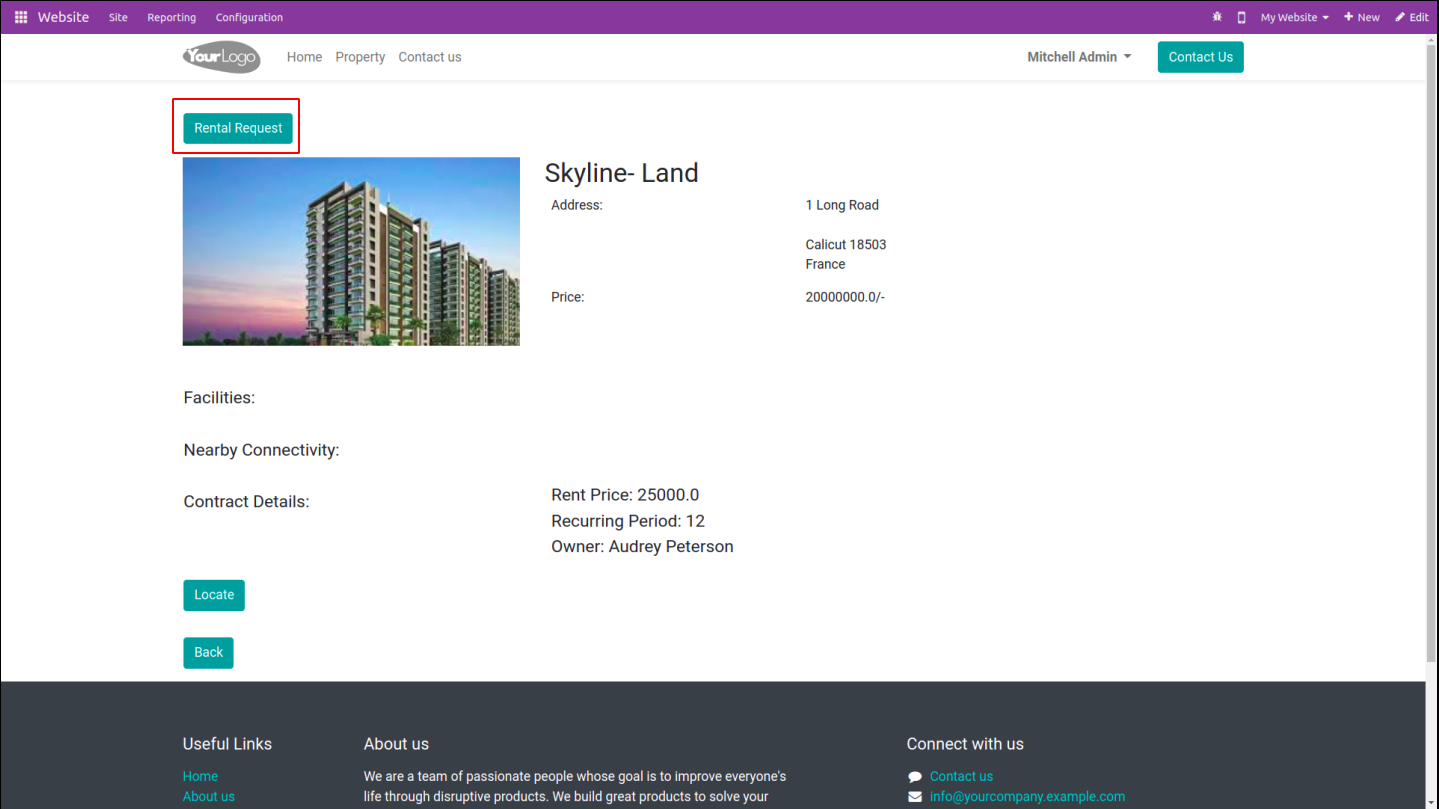 Website Site Reporting Configuration My Website New Edit
YourLogo Home Property Contact us Mitchell Admin Contact Us
Rental Request
Skyline- Land
Address: 1 Long Road
Calicut 18503
France
Price: 20000000.0/-
Facilities:
Nearby Connectivity:
Contract Details:
Rent Price: 25000.0
Recurring Period: 12
Owner: Audrey Peterson
Locate
Back
Useful Links
Home
About us
About us
We are a team of passionate people whose goal is to improve everyone's
life through disruptive products. We build great products to solve your
Connect with us
Contact us
info@yourcompany.example.com